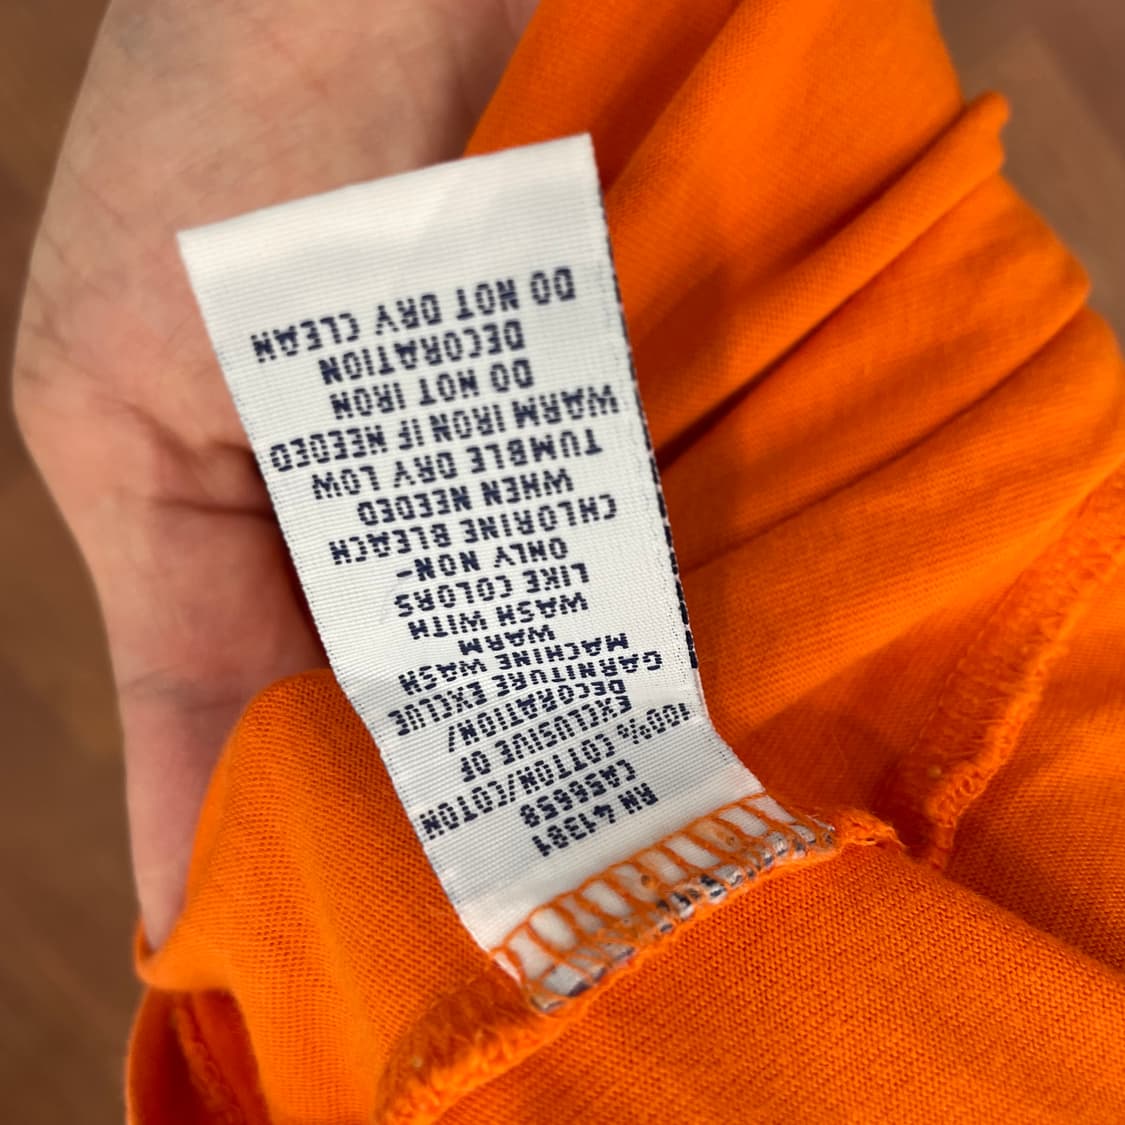 RN 41381
CA56658
100% COTTON/COTON
EXCLUSIVE OF
DECORATION/
GARNITURE EXCLUE
MACHINE WASH
WARM
WASH WITH
LIKE COLORS
ONLY NON-
CHLORINE BLEACH
WHEN NEEDED
TUMBLE DRY LOW
WARM IRON IF NEEDED
DO NOT IRON
DECORATION
DO NOT DRY CLEAN